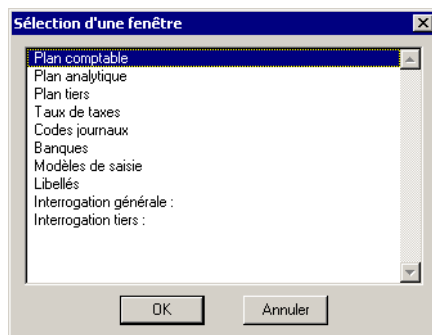 Sélection d'une fenêtre
Plan comptable
Plan analytique
Plan tiers
Taux de taxes
Codes journaux
Banques
Modèles de saisie
Libellés
Interrogation générale :
Interrogation tiers :
OK
Annuler